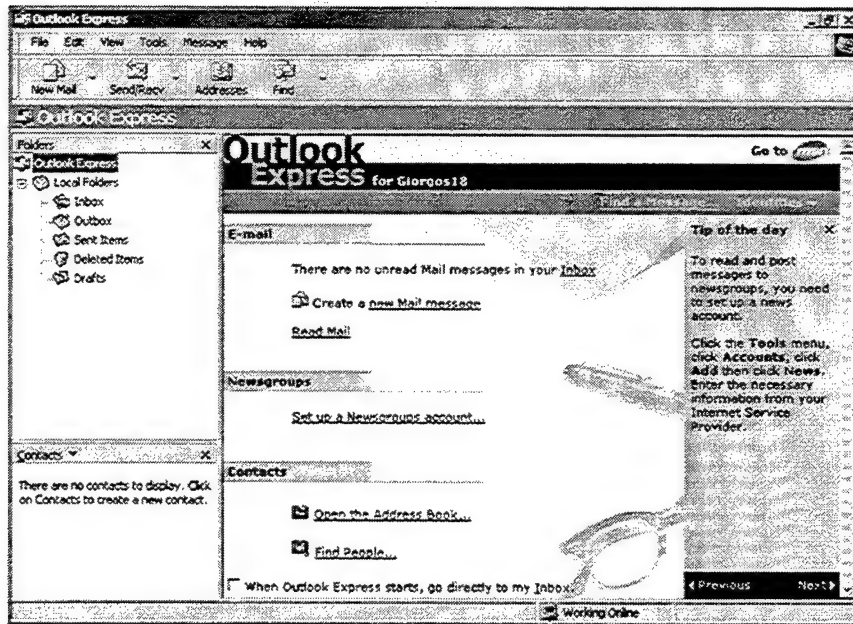 Outlook Express
File Edit View Tools Message Help
New Mail Send/Recv Addresses Find
Outlook Express
Folders
Outlook Express
Local Folders
Inbox
Outbox
Sent Items
Deleted Items
Drafts
Contacts
There are no contacts to display. Click
on Contacts to create a new contact.
Outlook
Express for Giorgos18
Go to
Find a Message... Identities
E-mail
There are no unread Mail messages in your Inbox
Create a new Mail message
Read Mail
Newsgroups
Set up a Newsgroups account...
Contacts
Open the Address Book...
Find People...
When Outlook Express starts, go directly to my Inbox.
Tip of the day
To read and post
messages to
newsgroups, you need
to set up a news
account.
Click the Tools menu,
click Accounts, click
Add then click News.
Enter the necessary
information from your
Internet Service
Provider.
Previous Next
Working Online